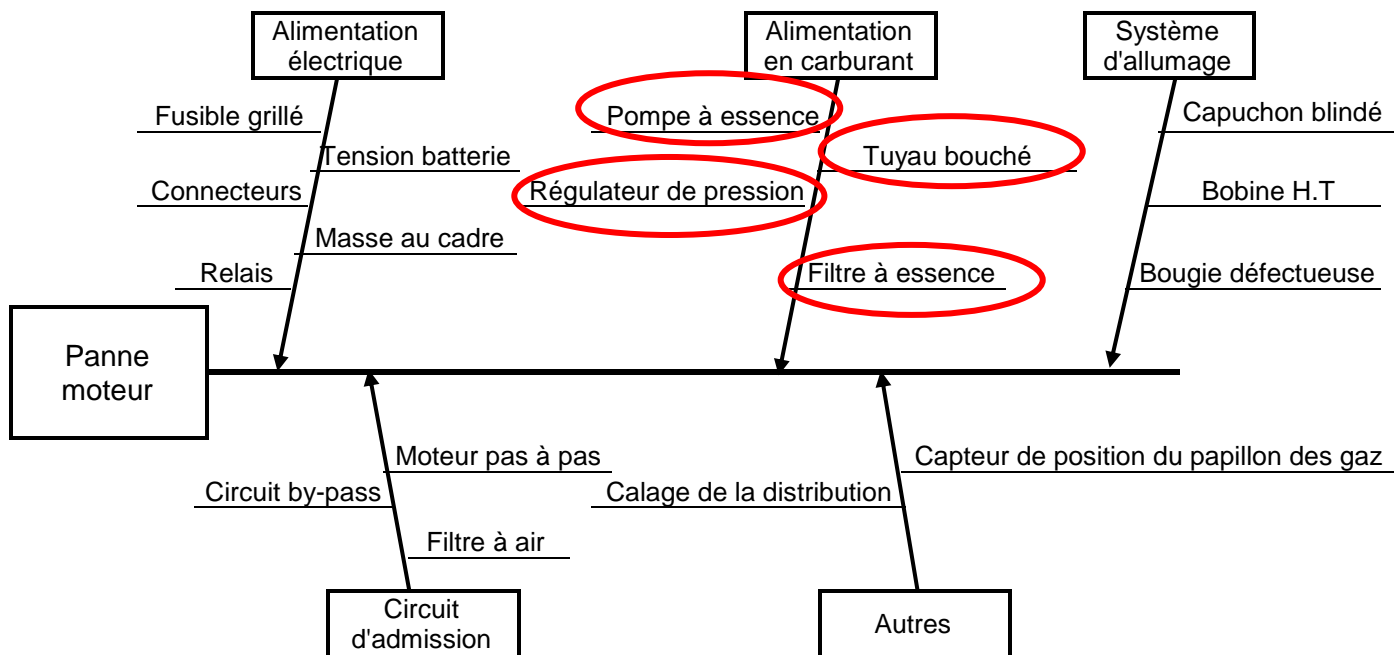 Alimentation
électrique
Alimentation
en carburant
Système
d'allumage
Fusible grillé
Pompe à essence
Capuchon blindé
Tension batterie
Tuyau bouché
Connecteurs
Régulateur de pression
Bobine H.T
Masse au cadre
Relais
Filtre à essence
Bougie défectueuse
Panne
moteur
Moteur pas à pas
Capteur de position du papillon des gaz
Circuit by-pass
Calage de la distribution
Filtre à air
Circuit
d'admission
Autres